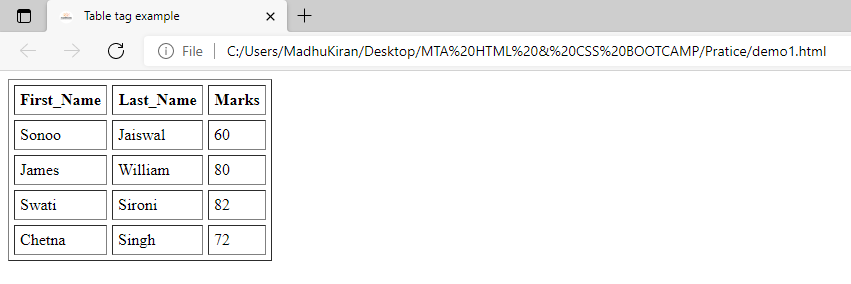 Table tag example
File C:/Users/MadhuKiran/Desktop/MTA%20HTML%20&%20CSS%20BOOTCAMP/Pratice/demo1.html
First_Name Last_Name Marks
Sonoo Jaiswal 60
James William 80
Swati Sironi 82
Chetna Singh 72